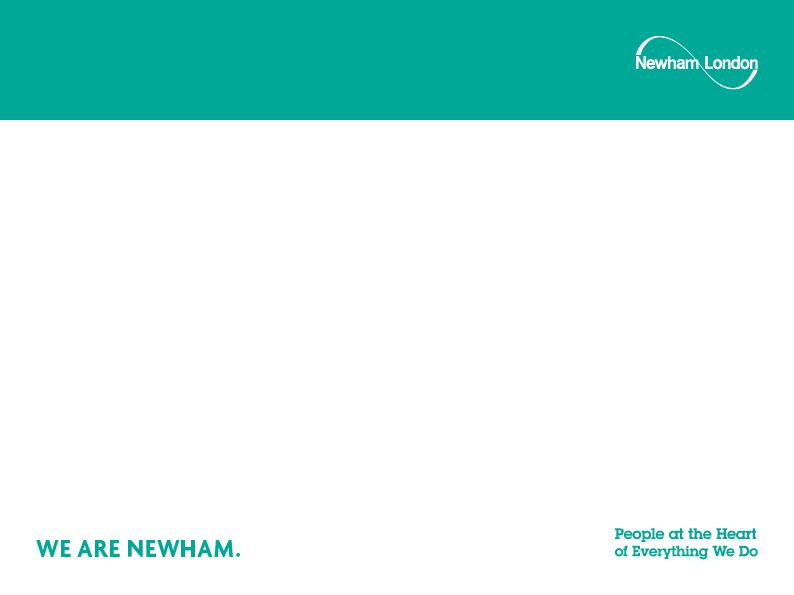 Newham London
WE ARE NEWHAM.
People at the Heart
of Everything We Do